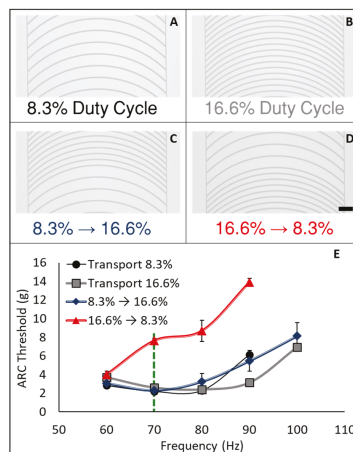 A
8.3% Duty Cycle
B
16.6% Duty Cycle
C
8.3% → 16.6%
D
16.6% → 8.3%
E
16
14
12
10
8
6
4
2
0
ARC Threshold (g)
Transport 8.3%
Transport 16.6%
8.3% → 16.6%
16.6% → 8.3%
50 60 70 80 90 100 110
Frequency (Hz)